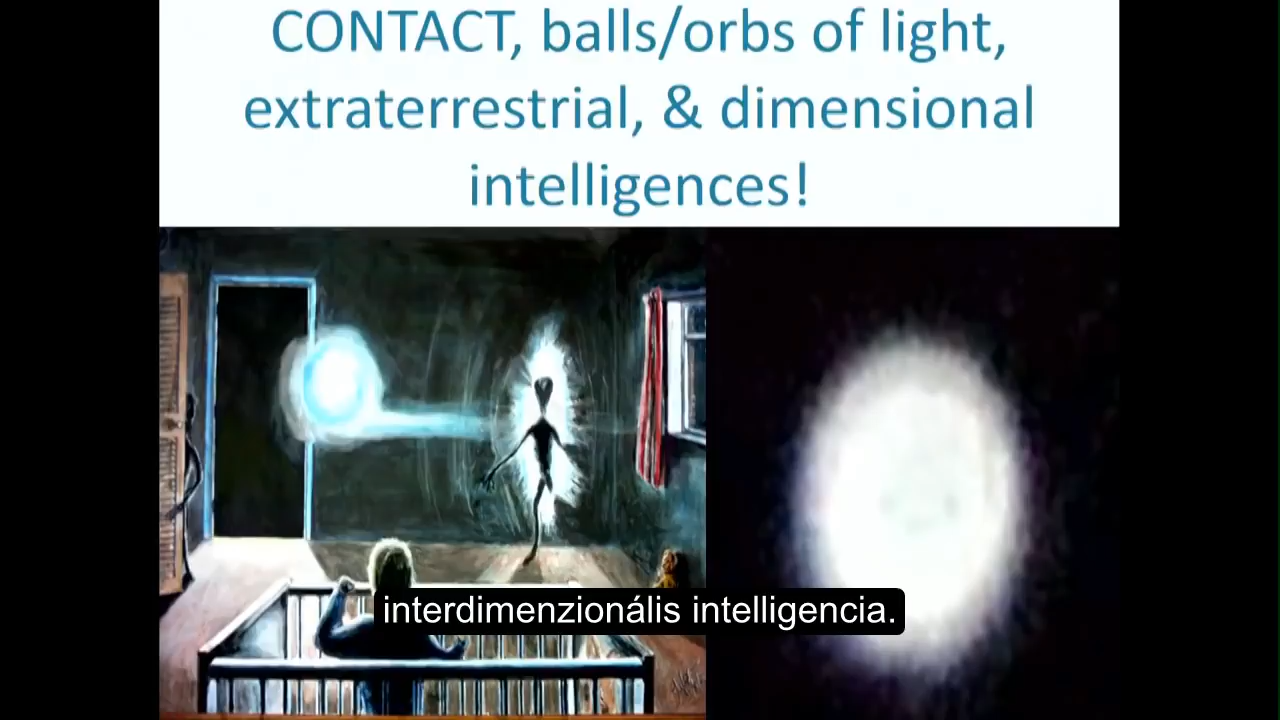 CONTACT, balls/orbs of light,
extraterrestrial, & dimensional
intelligences!
interdimenzionális intelligencia.